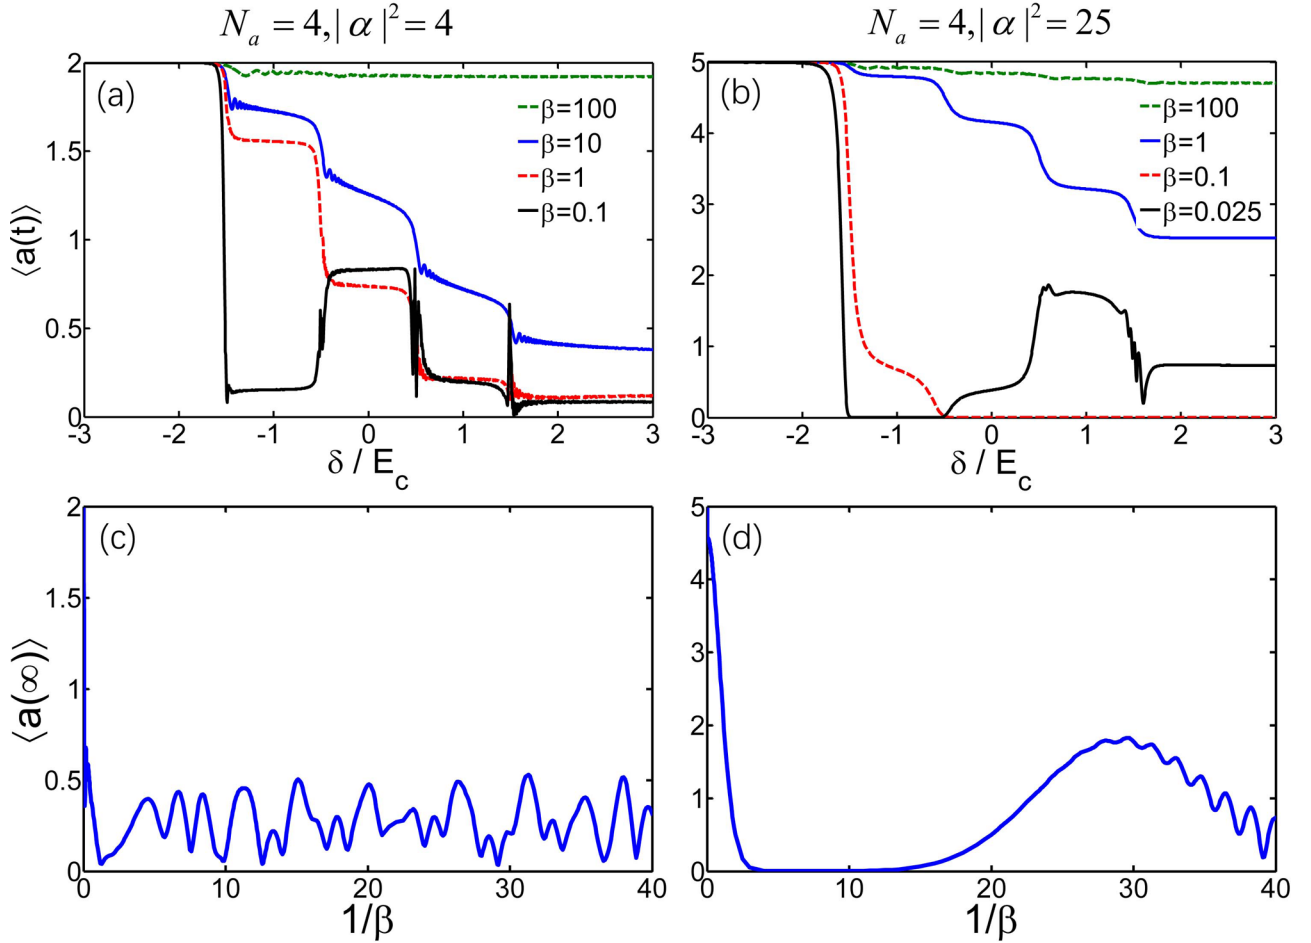 N_a = 4, |α|² = 4
N_a = 4, |α|² = 25
(a)
β=100
β=10
β=1
β=0.1
⟨a(t)⟩
2
1.5
1
0.5
0
-3 -2 -1 0 1 2 3
δ / E_c
(b)
β=100
β=1
β=0.1
β=0.025
5
4
3
2
1
0
-3 -2 -1 0 1 2 3
δ / E_c
(c)
⟨a(∞)⟩
2
1.5
1
0.5
0
0 10 20 30 40
1/β
(d)
5
4
3
2
1
0
0 10 20 30 40
1/β